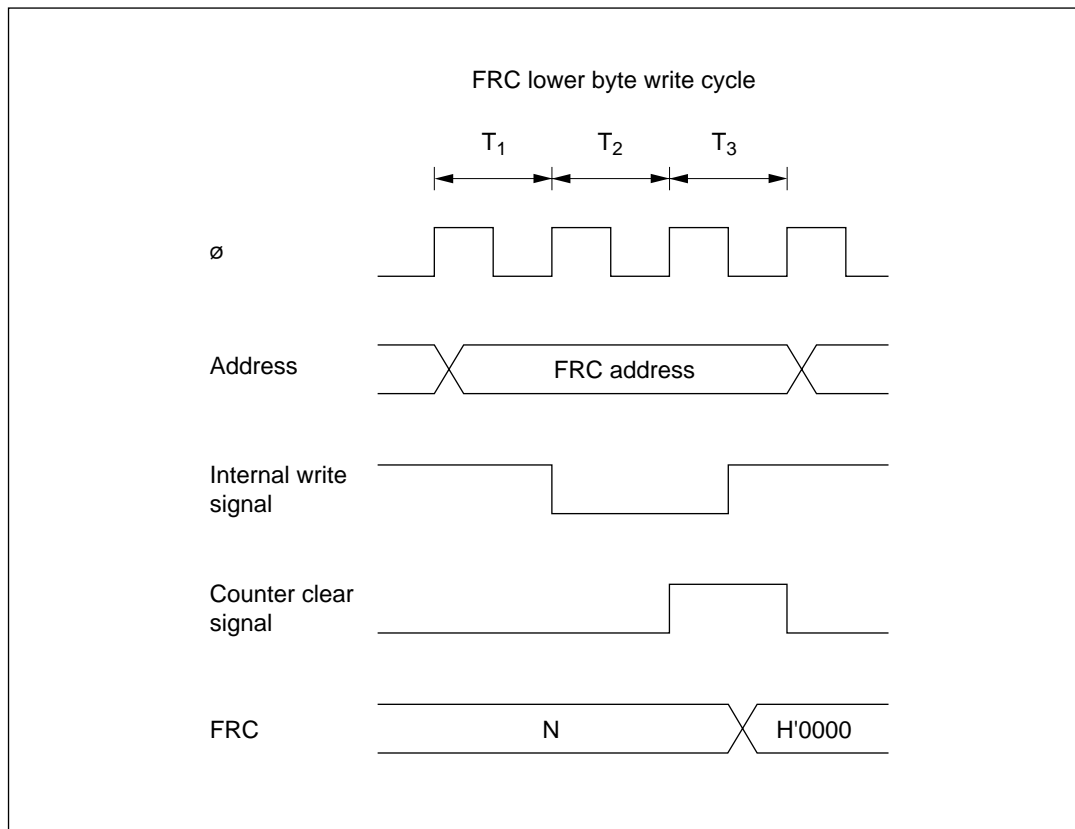 FRC lower byte write cycle
T₁ T₂ T₃
ø
Address
FRC address
Internal write
signal
Counter clear
signal
FRC
N
H'0000